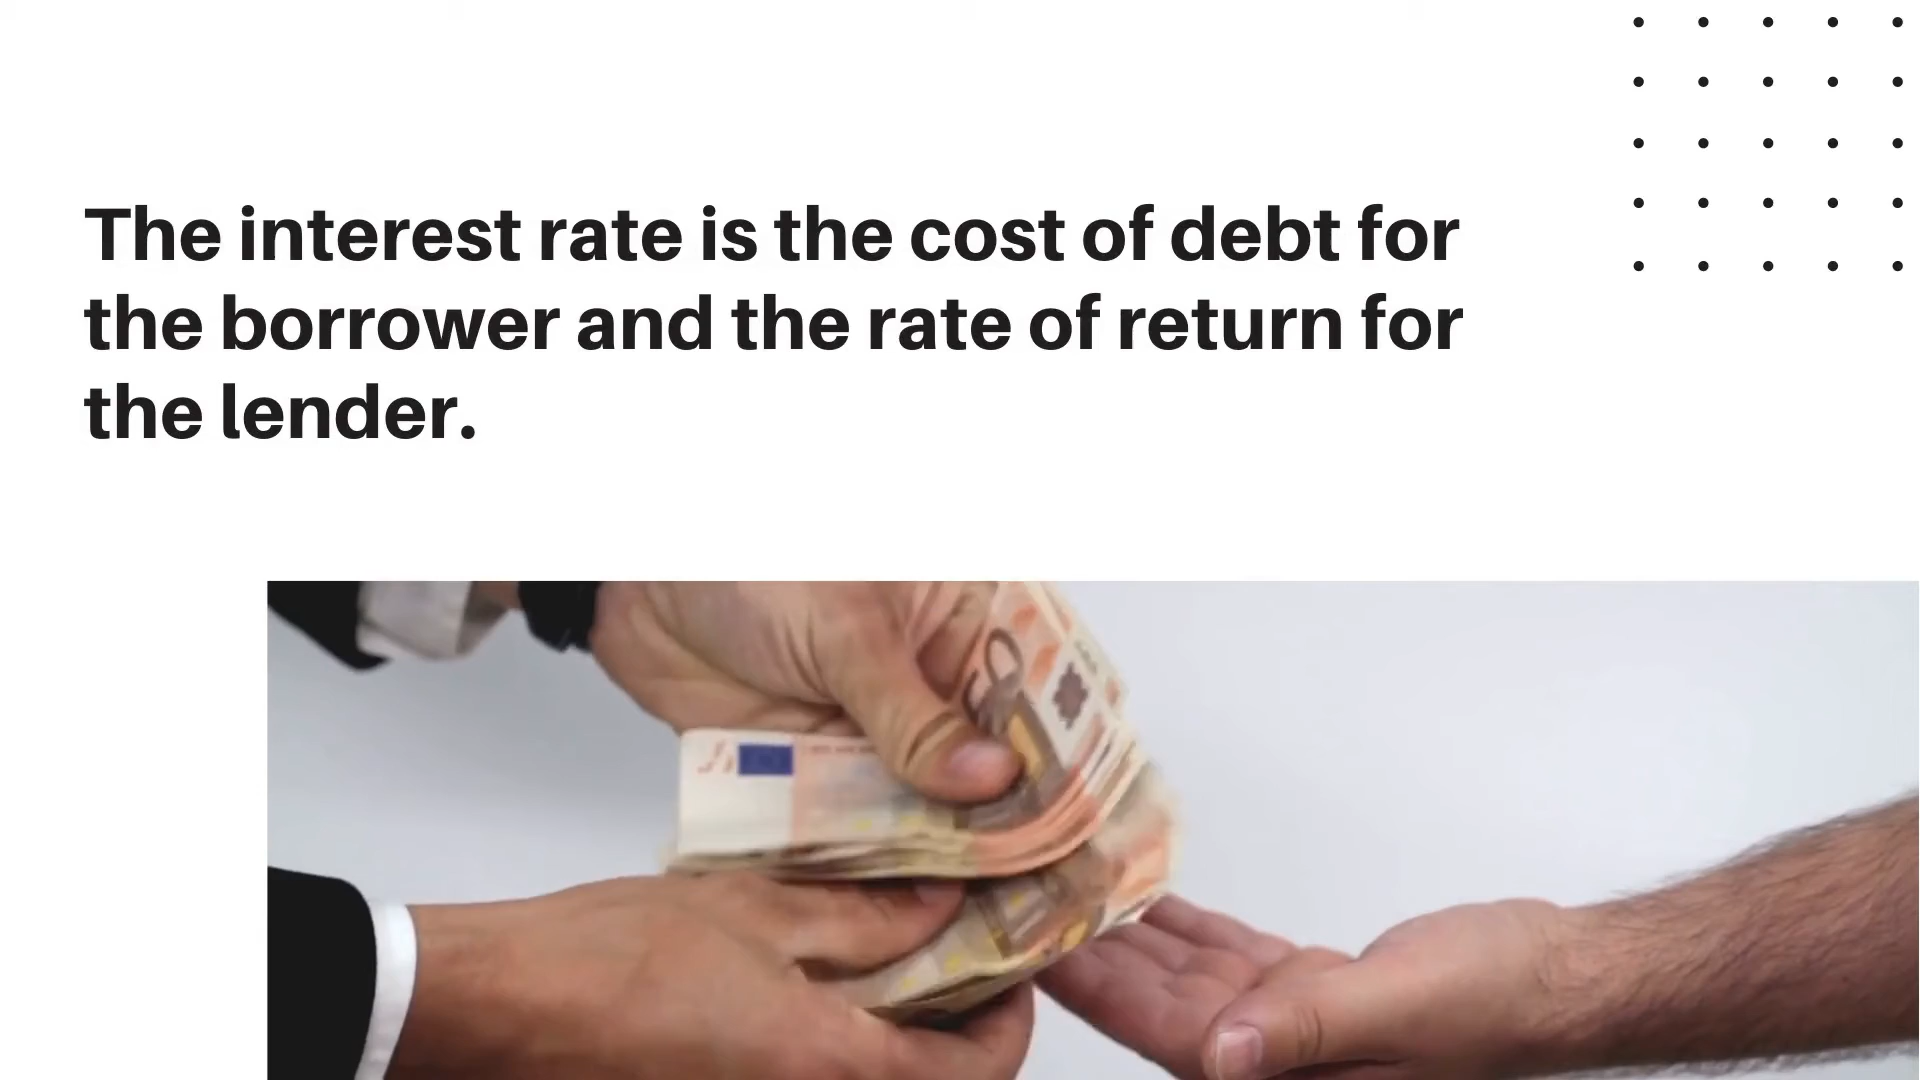 The interest rate is the cost of debt for
the borrower and the rate of return for
the lender.